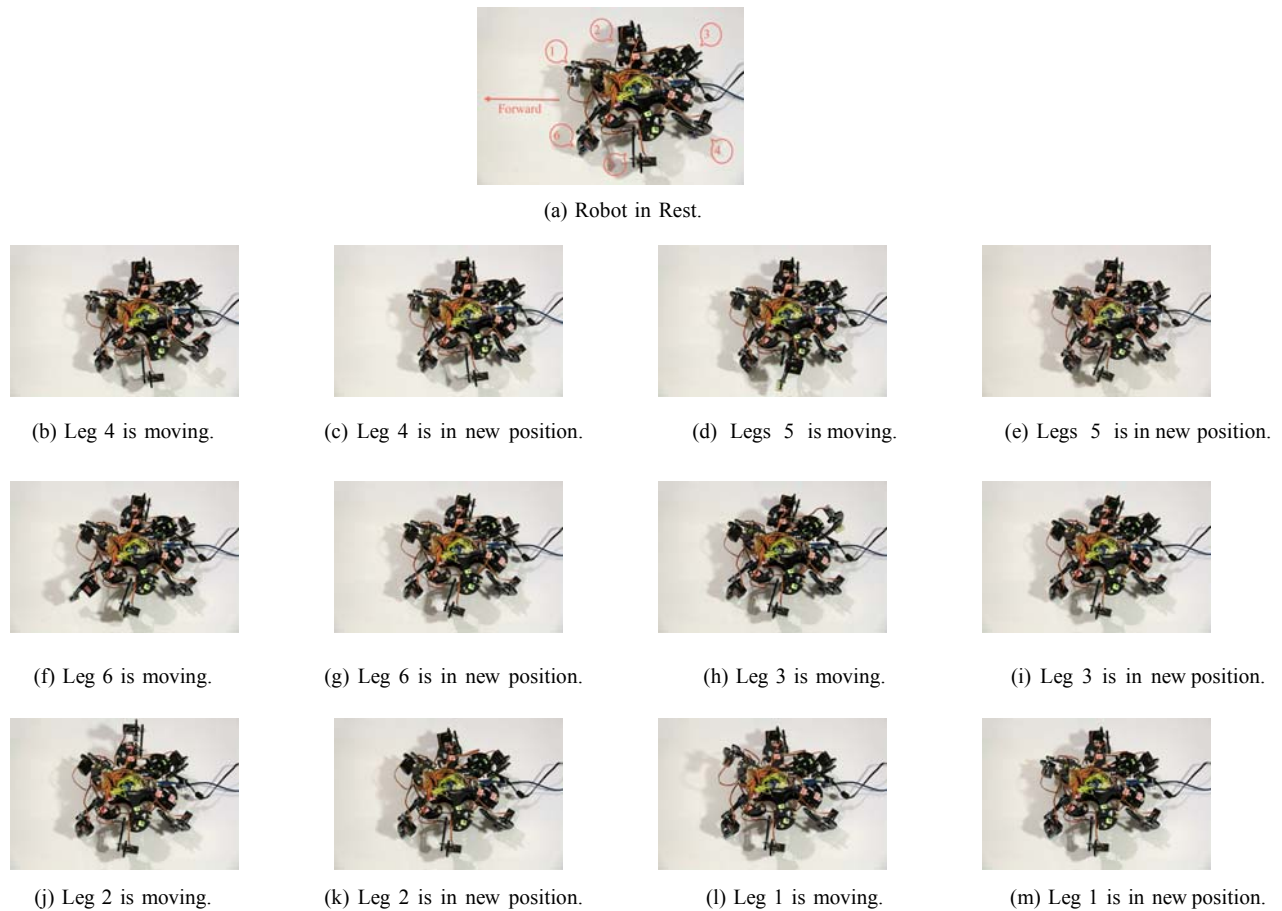 2
3
1
Forward
6
4
5
(a) Robot in Rest.
(b) Leg 4 is moving.
(c) Leg 4 is in new position.
(d) Legs 5 is moving.
(e) Legs 5 is in new position.
(f) Leg 6 is moving.
(g) Leg 6 is in new position.
(h) Leg 3 is moving.
(i) Leg 3 is in new position.
(j) Leg 2 is moving.
(k) Leg 2 is in new position.
(l) Leg 1 is moving.
(m) Leg 1 is in new position.